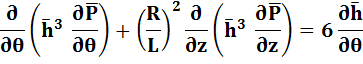 ∂/∂θ (h̄³ ∂P̄/∂θ) + (R/L)² ∂/∂z (h̄³ ∂P̄/∂z) = 6 ∂h̄/∂θ